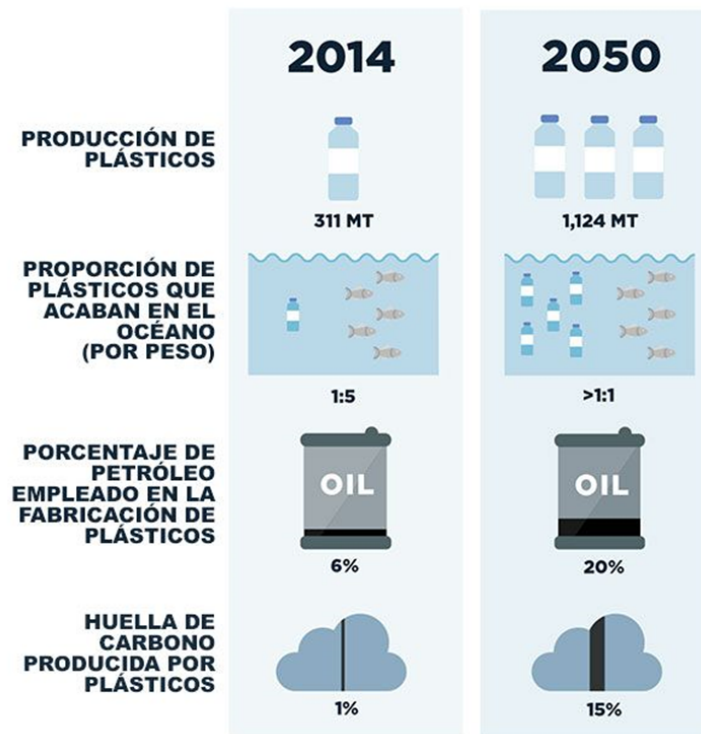 2014
2050
PRODUCCIÓN DE
PLÁSTICOS
311 MT
1,124 MT
PROPORCIÓN DE
PLÁSTICOS QUE
ACABAN EN EL
OCÉANO
(POR PESO)
1:5
>1:1
PORCENTAJE DE
PETRÓLEO
EMPLEADO EN LA
FABRICACIÓN DE
PLÁSTICOS
OIL
OIL
6%
20%
HUELLA DE
CARBONO
PRODUCIDA POR
PLÁSTICOS
1%
15%